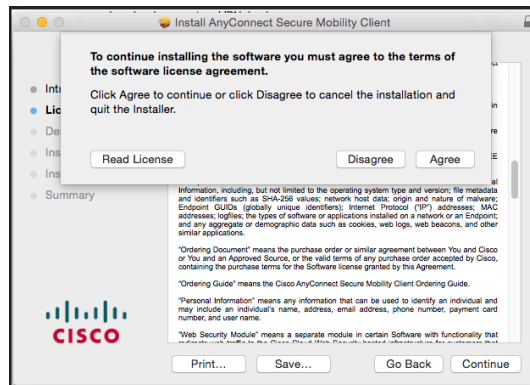 Install AnyConnect Secure Mobility Client
To continue installing the software you must agree to the terms of
the software license agreement.
Click Agree to continue or click Disagree to cancel the installation and
quit the Installer.
Read License
Disagree
Agree
Int
Lic
De
Ins
Ins
Summary
Information, including, but not limited to the operating system type and version; file metadata
and identifiers such as SHA-256 values; network host data; origin and nature of malware;
Endpoint GUIDs (globally unique identifiers); Internet Protocol ("IP") addresses; MAC
addresses; logfiles; the types of software or applications installed on a network or an Endpoint;
and any aggregate or demographic data such as cookies, web logs, web beacons, and other
similar applications.
"Ordering Document" means the purchase order or similar agreement between You and Cisco
or You and an Approved Source, or the valid terms of any purchase order accepted by Cisco,
containing the purchase terms for the Software license granted by this Agreement.
"Ordering Guide" means the Cisco AnyConnect Secure Mobility Client Ordering Guide.
"Personal Information" means any information that can be used to identify an individual and
may include an individual's name, address, email address, phone number, payment card
number, and user name.
"Web Security Module" means a separate module in certain Software with functionality that
CISCO
Print...
Save...
Go Back
Continue